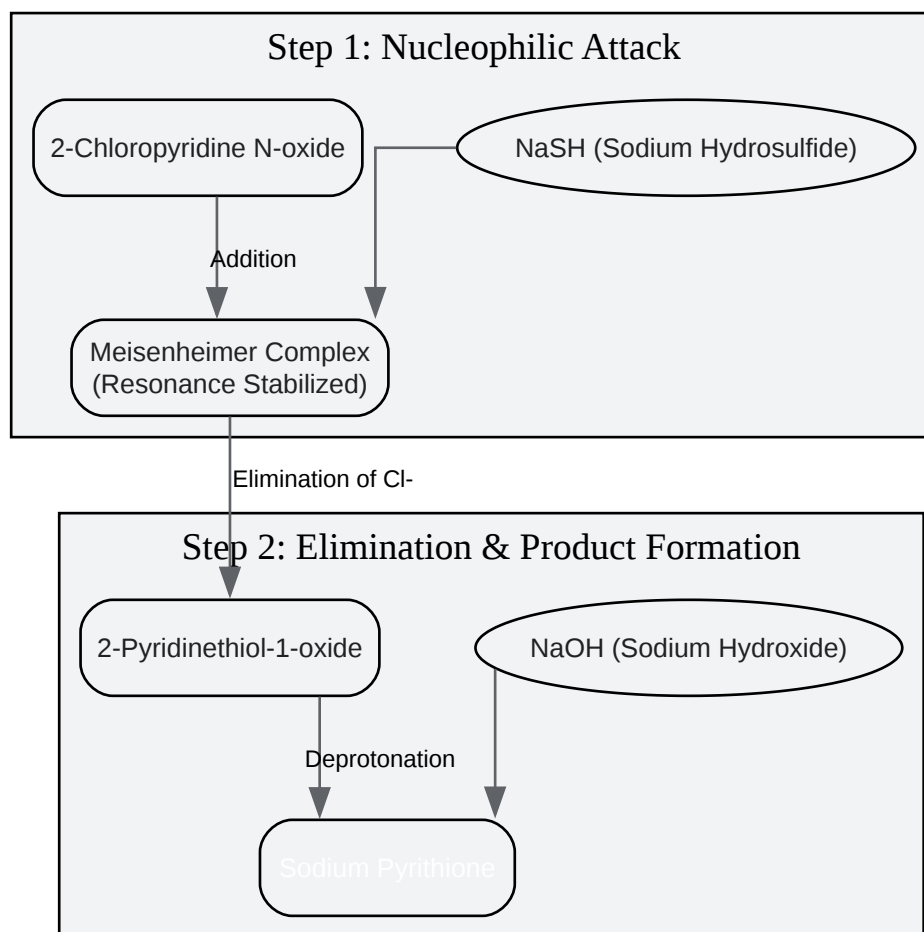 Step 1: Nucleophilic Attack
2-Chloropyridine N-oxide
NaSH (Sodium Hydrosulfide)
Addition
Meisenheimer Complex
(Resonance Stabilized)
Elimination of Cl-
Step 2: Elimination & Product Formation
2-Pyridinethiol-1-oxide
NaOH (Sodium Hydroxide)
Deprotonation
Sodium Pyrithione